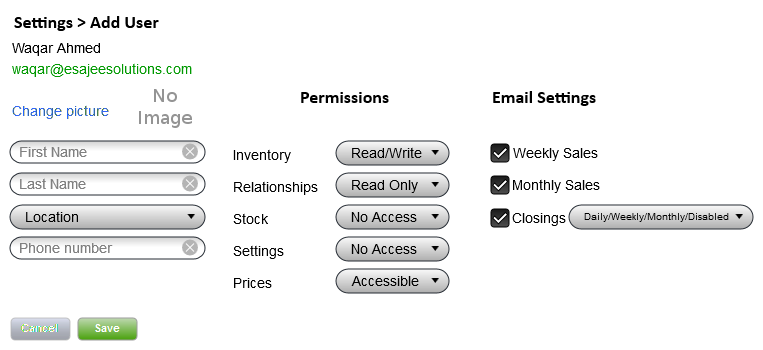 Settings > Add User
Waqar Ahmed
waqar@esajeesolutions.com
Change picture
No
Image
First Name
Last Name
Location
Phone number
Permissions
Inventory Read/Write
Relationships Read Only
Stock No Access
Settings No Access
Prices Accessible
Email Settings
Weekly Sales
Monthly Sales
Closings Daily/Weekly/Monthly/Disabled
Cancel Save